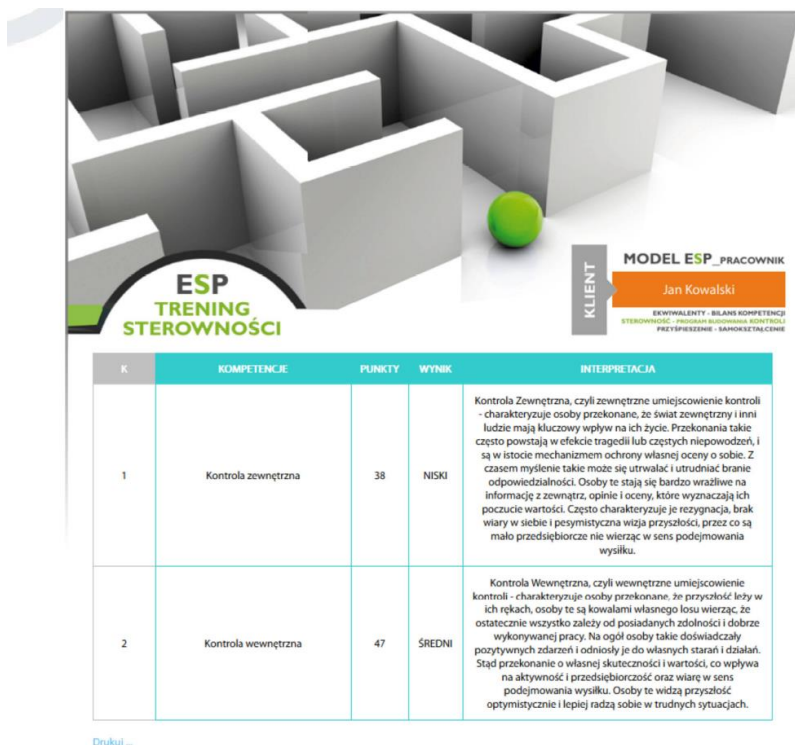 ESP
TRENING
STEROWNOŚCI
KLIENT
MODEL ESP_PRACOWNIK
Jan Kowalski
EKWIWALENTY - BILANS KOMPETENCJI
STEROWNOŚĆ - PROGRAM BUDOWANIA KONTROLI
PRZYŚPIESZENIE - SAMOKSZTAŁCENIE
K KOMPETENCJE PUNKTY WYNIK INTERPRETACJA
1 Kontrola zewnętrzna 38 NISKI
Kontrola Zewnętrzna, czyli zewnętrzne umiejscowienie kontroli
- charakteryzuje osoby przekonane, że świat zewnętrzny i inni
ludzie mają kluczowy wpływ na ich życie. Przekonania takie
często powstają w efekcie tragedii lub częstych niepowodzeń, i
są w istocie mechanizmem ochrony własnej oceny o sobie. Z
czasem myślenie takie może się utrwalać i utrudniać branie
odpowiedzialności. Osoby te stają się bardzo wrażliwe na
informację z zewnątrz, opinie i oceny, które wyznaczają ich
poczucie wartości. Często charakteryzuje je rezygnacja, brak
wiary w siebie i pesymistyczna wizja przyszłości, przez co są
mało przedsiębiorcze nie wierząc w sens podejmowania
wysiłku.
2 Kontrola wewnętrzna 47 ŚREDNI
Kontrola Wewnętrzna, czyli wewnętrzne umiejscowienie
kontroli - charakteryzuje osoby przekonane, że przyszłość leży w
ich rękach, osoby te są kowalami własnego losu wierząc, że
ostatecznie wszystko zależy od posiadanych zdolności i dobrze
wykonywanej pracy. Na ogół osoby takie doświadczały
pozytywnych zdarzeń i odniosły je do własnych starań i działań.
Stąd przekonanie o własnej skuteczności i wartości, co wpływa
na aktywność i przedsiębiorczość oraz wiarę w sens
podejmowania wysiłku. Osoby te widzą przyszłość
optymistycznie i lepiej radzą sobie w trudnych sytuacjach.
Drukuj ...